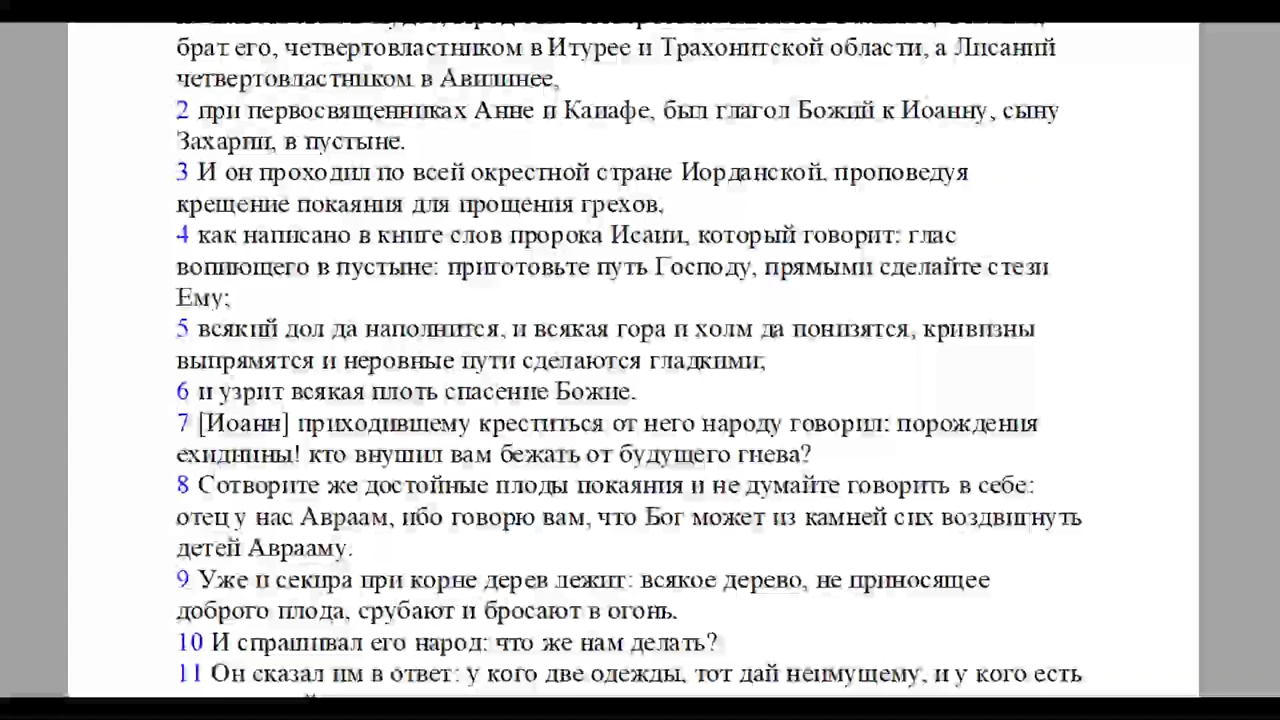 брат его, четвертовластником в Итурее и Трахонитской области, а Лисаний
четвертовластником в Авилинее,
2 при первосвященниках Анне и Каиафе, был глагол Божий к Иоанну, сыну
Захарии, в пустыне.
3 И он проходил по всей окрестной стране Иорданской, проповедуя
крещение покаяния для прощения грехов,
4 как написано в книге слов пророка Исаии, который говорит: глас
вопиющего в пустыне: приготовьте путь Господу, прямыми сделайте стези
Ему;
5 всякий дол да наполнится, и всякая гора и холм да понизятся, кривизны
выпрямятся и неровные пути сделаются гладкими;
6 и узрит всякая плоть спасение Божие.
7 [Иоанн] приходившему креститься от него народу говорил: порождения
ехиднины! кто внушил вам бежать от будущего гнева?
8 Сотворите же достойные плоды покаяния и не думайте говорить в себе:
отец у нас Авраам, ибо говорю вам, что Бог может из камней сих воздвигнуть
детей Аврааму.
9 Уже и секира при корне дерев лежит: всякое дерево, не приносящее
доброго плода, срубают и бросают в огонь.
10 И спрашивал его народ: что же нам делать?
11 Он сказал им в ответ: у кого две одежды, тот дай неимущему, и у кого есть